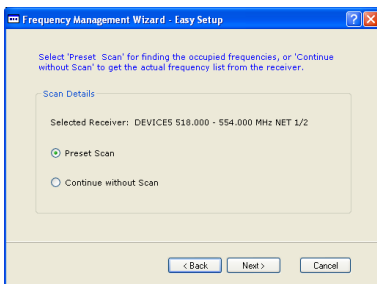 Frequency Management Wizard - Easy Setup
Select 'Preset Scan' for finding the occupied frequencies, or 'Continue
without Scan' to get the actual frequency list from the receiver.
Scan Details
Selected Receiver: DEVICE5 518.000 - 554.000 MHz NET 1/2
Preset Scan
Continue without Scan
< Back
Next >
Cancel